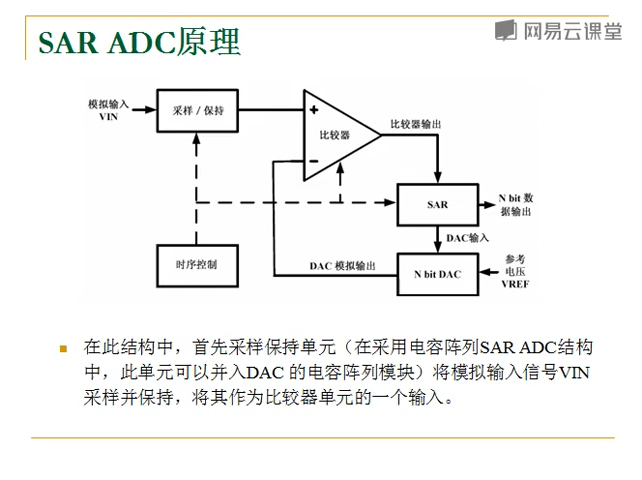 网易云课堂
SAR ADC原理
模拟输入
VIN
采样／保持
比较器
比较器输出
SAR
N bit 数
据输出
DAC输入
时序控制
DAC 模拟输出
N bit DAC
参考
电压
VREF
在此结构中，首先采样保持单元（在采用电容阵列SAR ADC结构
中，此单元可以并入DAC 的电容阵列模块）将模拟输入信号VIN
采样并保持，将其作为比较器单元的一个输入。